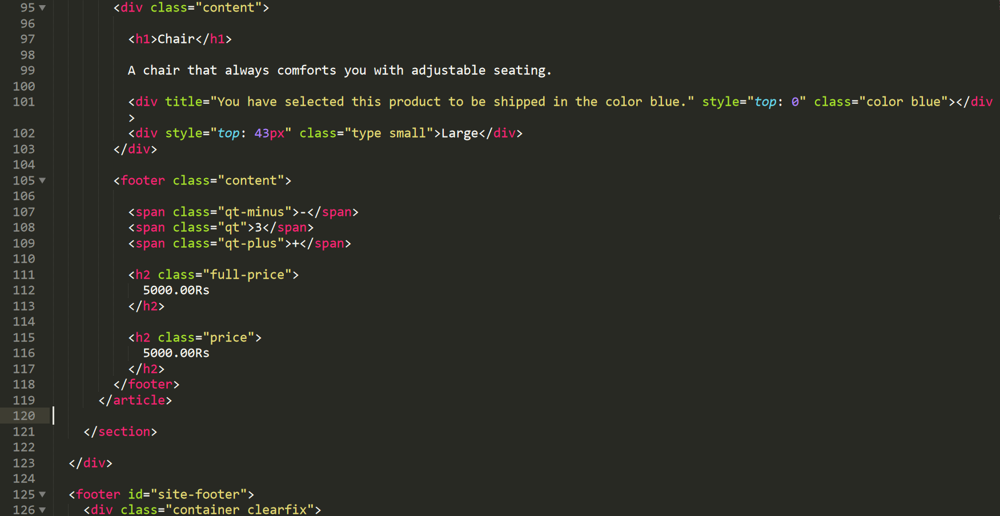 95 <div class="content">
96
97 <h1>Chair</h1>
98
99 A chair that always comforts you with adjustable seating.
100
101 <div title="You have selected this product to be shipped in the color blue." style="top: 0" class="color blue"></div
>
102 <div style="top: 43px" class="type small">Large</div>
103 </div>
104
105 <footer class="content">
106
107 <span class="qt-minus">-</span>
108 <span class="qt">3</span>
109 <span class="qt-plus">+</span>
110
111 <h2 class="full-price">
112 5000.00Rs
113 </h2>
114
115 <h2 class="price">
116 5000.00Rs
117 </h2>
118 </footer>
119 </article>
120
121 </section>
122
123 </div>
124
125 <footer id="site-footer">
126 <div class="container clearfix">